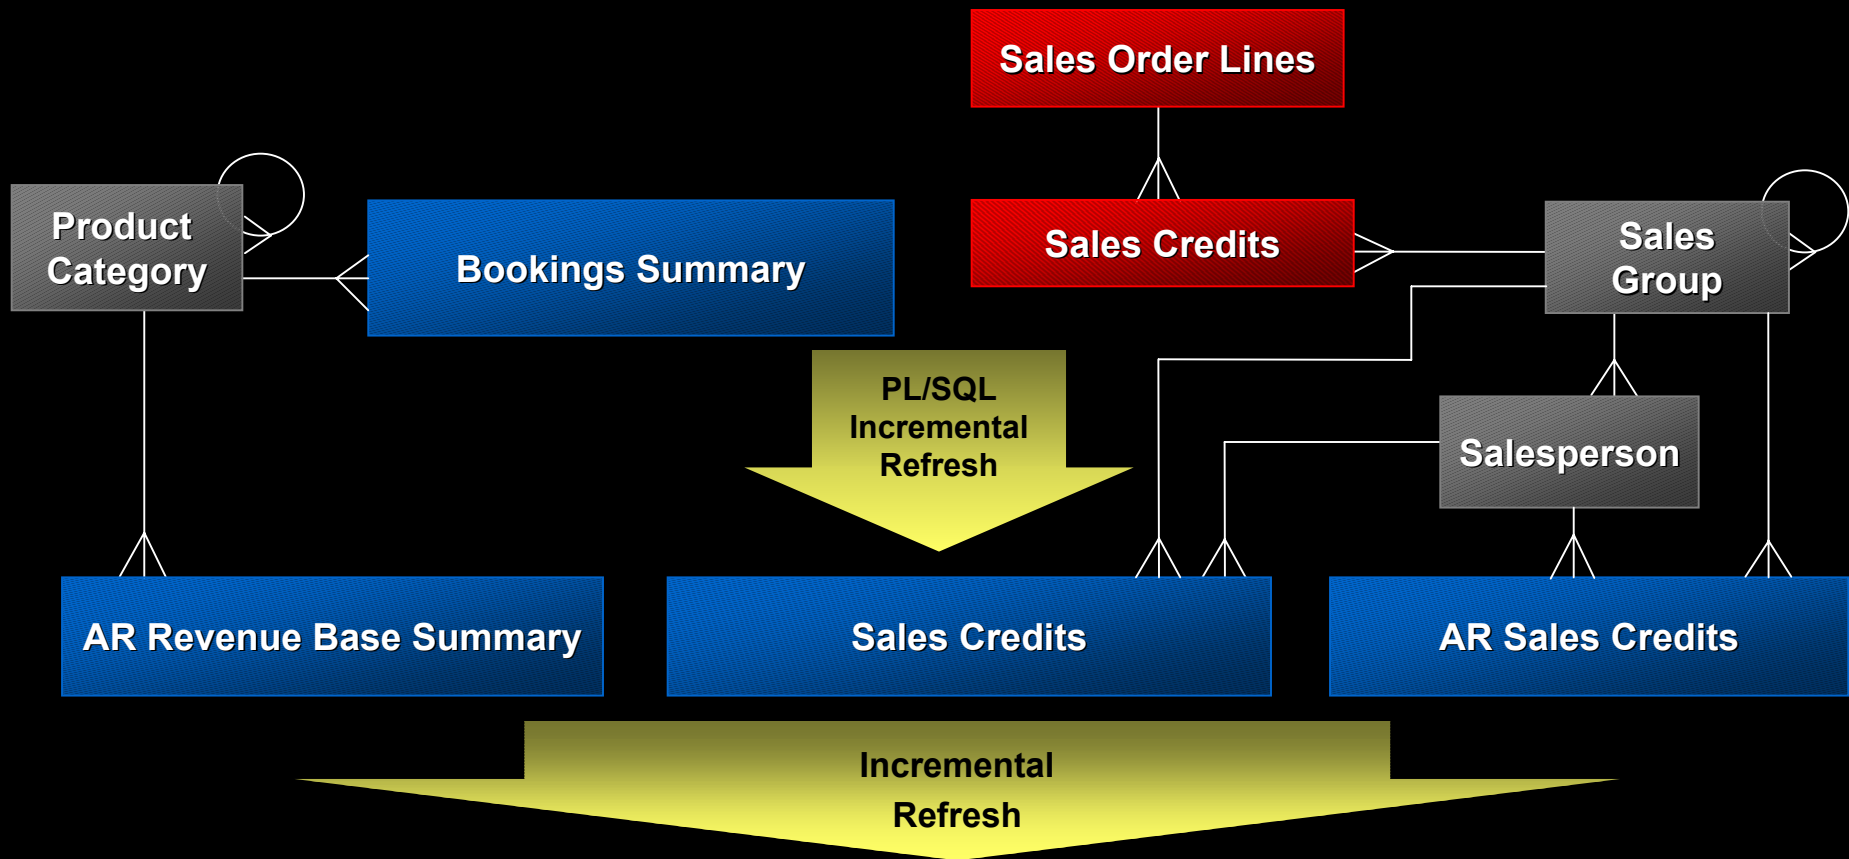 Sales Order Lines
Product
Category
Bookings Summary
Sales Credits
Sales
Group
PL/SQL
Incremental
Refresh
Salesperson
AR Revenue Base Summary
Sales Credits
AR Sales Credits
Incremental
Refresh